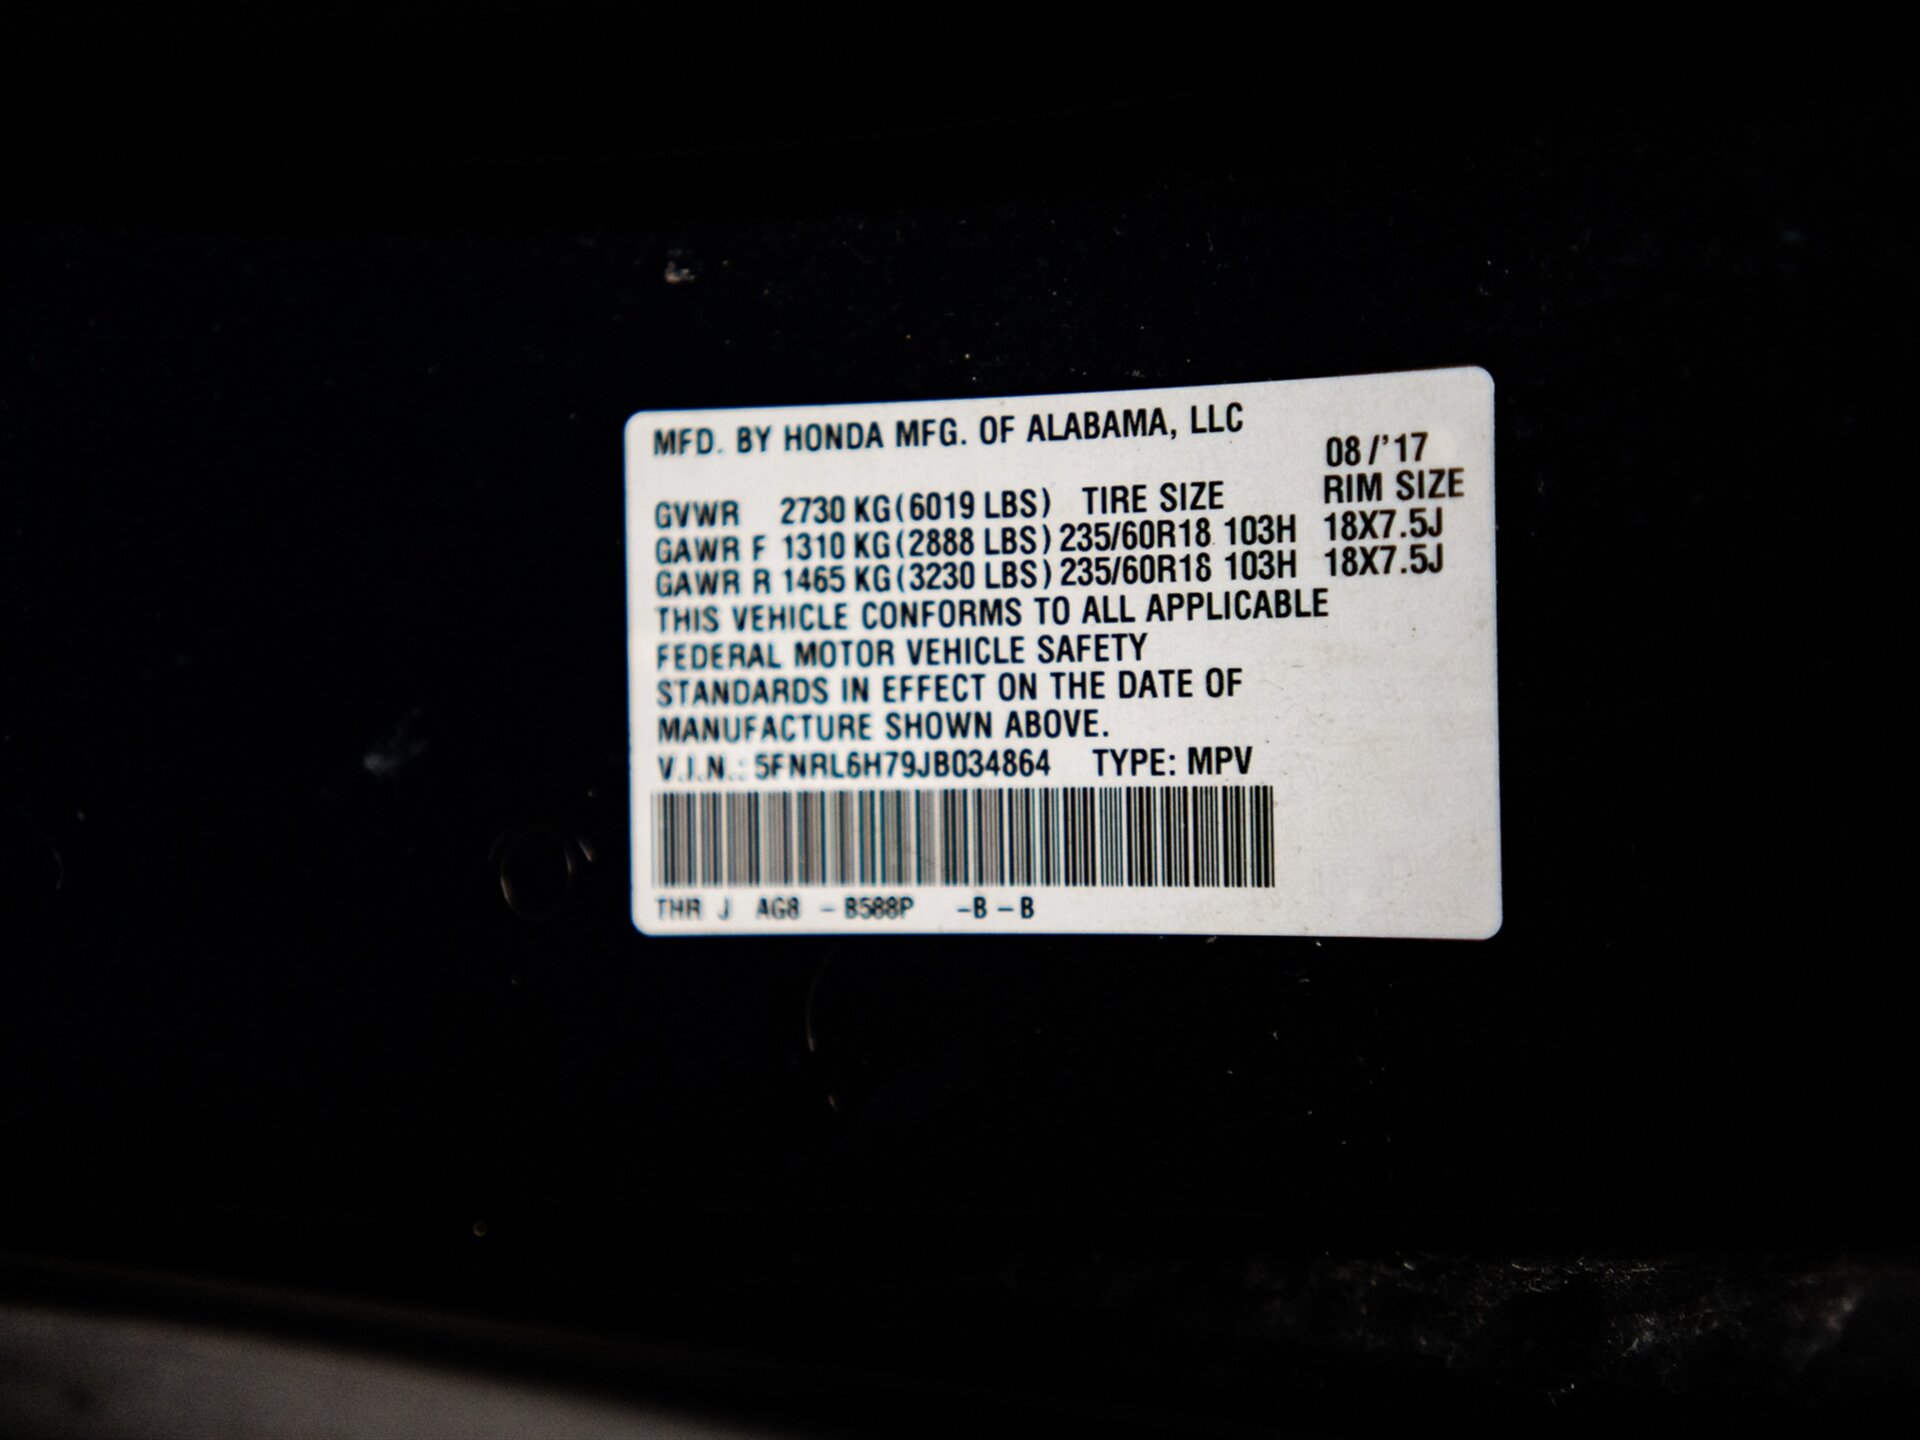 MFD. BY HONDA MFG. OF ALABAMA, LLC
08/'17
GVWR 2730 KG(6019 LBS) TIRE SIZE RIM SIZE
GAWR F 1310 KG(2888 LBS) 235/60R18 103H 18X7.5J
GAWR R 1465 KG(3230 LBS) 235/60R18 103H 18X7.5J
THIS VEHICLE CONFORMS TO ALL APPLICABLE
FEDERAL MOTOR VEHICLE SAFETY
STANDARDS IN EFFECT ON THE DATE OF
MANUFACTURE SHOWN ABOVE.
V.I.N.: 5FNRL6H79JB034864 TYPE: MPV
THR J AG8 - B588P -B - B